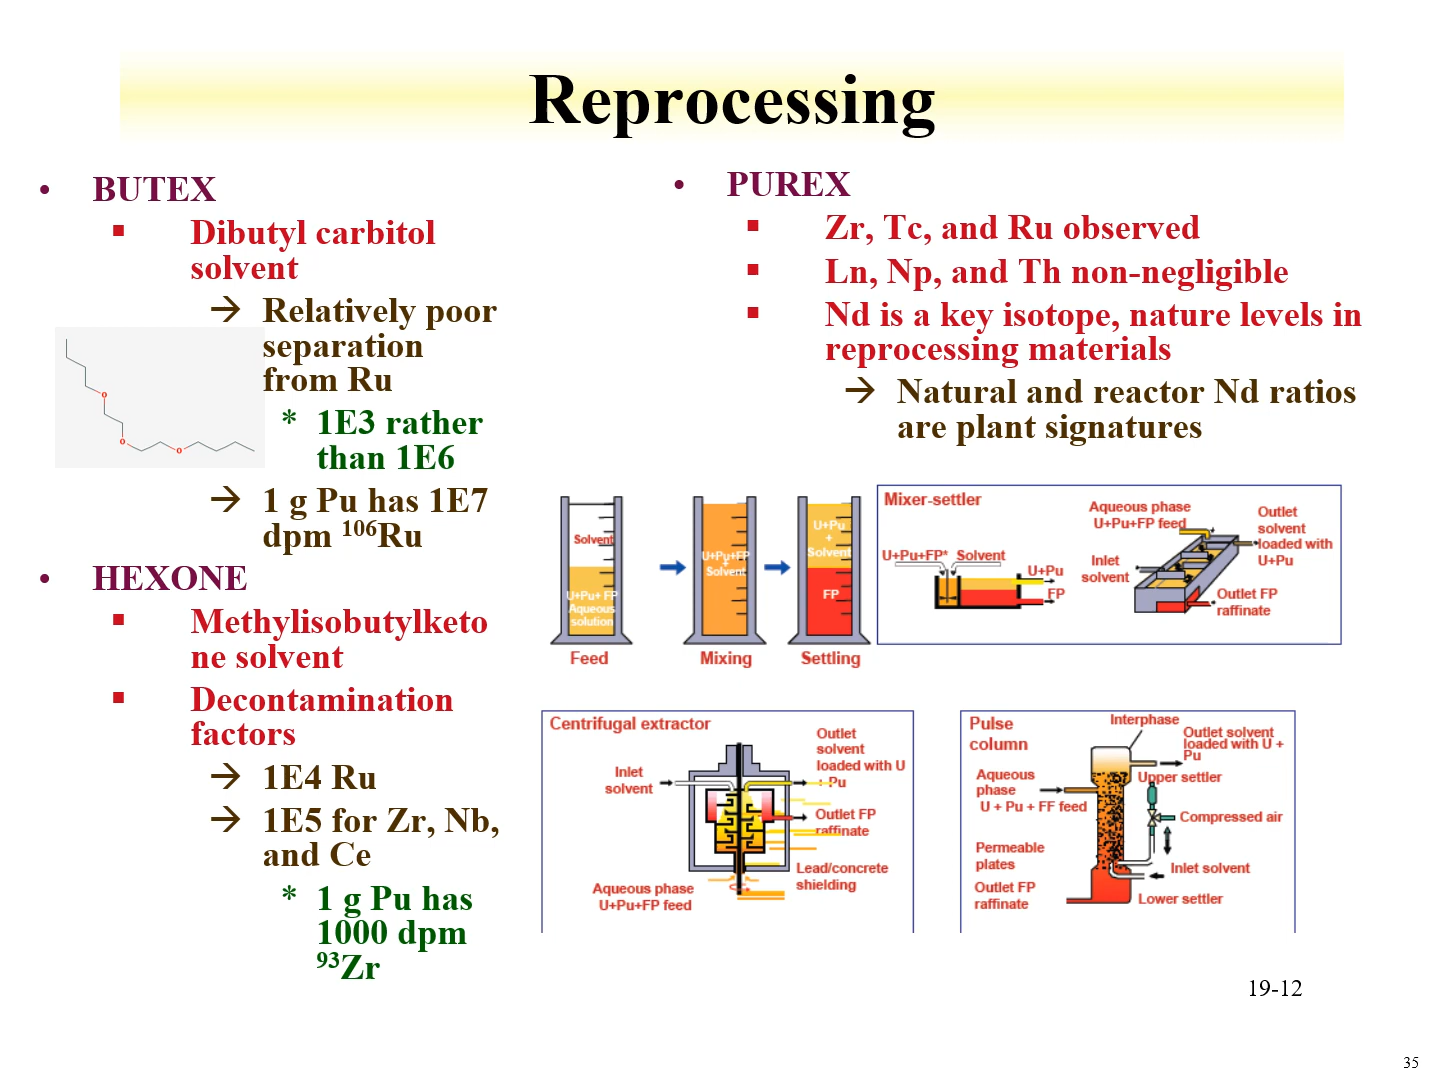 Reprocessing
• BUTEX
▪ Dibutyl carbitol
solvent
→ Relatively poor
separation
from Ru
* 1E3 rather
than 1E6
→ 1 g Pu has 1E7
dpm ¹⁰⁶Ru
• HEXONE
▪ Methylisobutylketo
ne solvent
▪ Decontamination
factors
→ 1E4 Ru
→ 1E5 for Zr, Nb,
and Ce
* 1 g Pu has
1000 dpm
⁹³Zr
• PUREX
▪ Zr, Tc, and Ru observed
▪ Ln, Np, and Th non-negligible
▪ Nd is a key isotope, nature levels in
reprocessing materials
→ Natural and reactor Nd ratios
are plant signatures
o
o
o
Solvent
U+Pu+ FP
Aqueous
solution
Feed
U+Pu+FP
+
Solvent
Mixing
U+Pu
+
Solvent
FP
Settling
Mixer-settler
U+Pu+FP* Solvent
U+Pu
FP
Aqueous phase
U+Pu+FP feed
Inlet
solvent
Outlet
solvent
loaded with
U+Pu
Outlet FP
raffinate
Centrifugal extractor
Inlet
solvent
Outlet
solvent
loaded with U
+ Pu
Outlet FP
raffinate
Lead/concrete
shielding
Aqueous phase
U+Pu+FP feed
Pulse
column
Interphase
Outlet solvent
loaded with U +
Pu
Upper settler
Aqueous
phase
U + Pu + FF feed
Compressed air
Permeable
plates
Inlet solvent
Outlet FP
raffinate
Lower settler
19-12
35